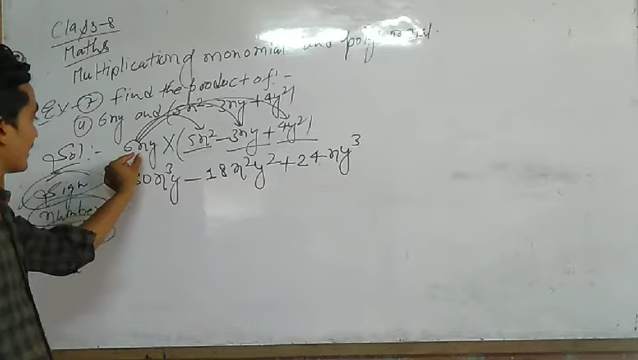 Class-8
Maths
Multiplication of monomial and polynomial.
Ex-② Find the product of:-
6xy and (5x² - 3xy + 4y²)
Sol:- 6xy × (5x² - 3xy + 4y²)
Sign 30x³y - 18x²y² + 24xy³
Number